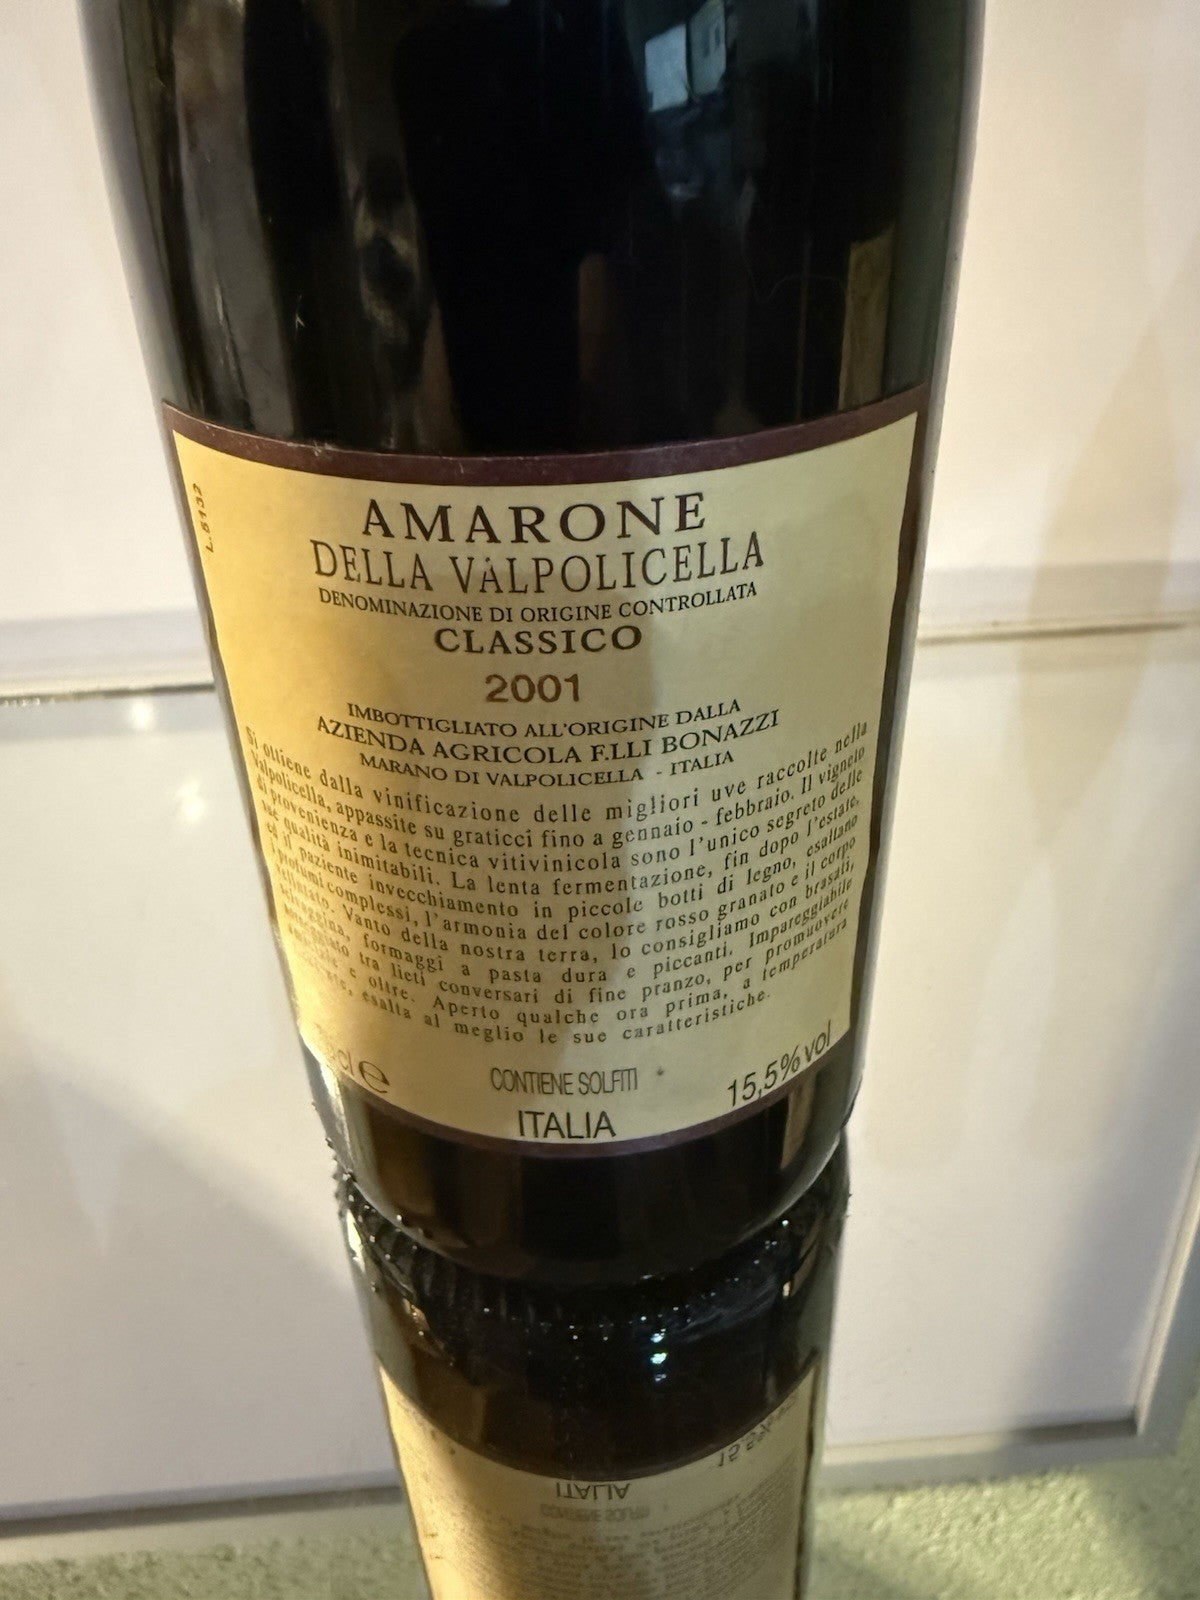 L.5132
AMARONE
DELLA VALPOLICELLA
DENOMINAZIONE DI ORIGINE CONTROLLATA
CLASSICO
2001
IMBOTTIGLIATO ALL'ORIGINE DALLA
AZIENDA AGRICOLA F.LLI BONAZZI
MARANO DI VALPOLICELLA - ITALIA
Si ottiene dalla vinificazione delle migliori uve raccolte nella
Valpolicella, appassite su graticci fino a gennaio - febbraio. Il vigneto
di provenienza e la tecnica vitivinicola sono l'unico segreto delle
sue qualità inimitabili. La lenta fermentazione, fin dopo l'estate,
ed il paziente invecchiamento in piccole botti di legno, esaltano
i profumi complessi, l'armonia del colore rosso granato e il corpo
vellutato. Vanto della nostra terra, lo consigliamo con brasati,
selvaggina, formaggi a pasta dura e piccanti. Impareggiabile
sorseggiato tra lieti conversari di fine pranzo, per promuovere
e oltre. Aperto qualche ora prima, a temperatura
esalta al meglio le sue caratteristiche.
cl e
CONTIENE SOLFITI
15,5% vol
ITALIA